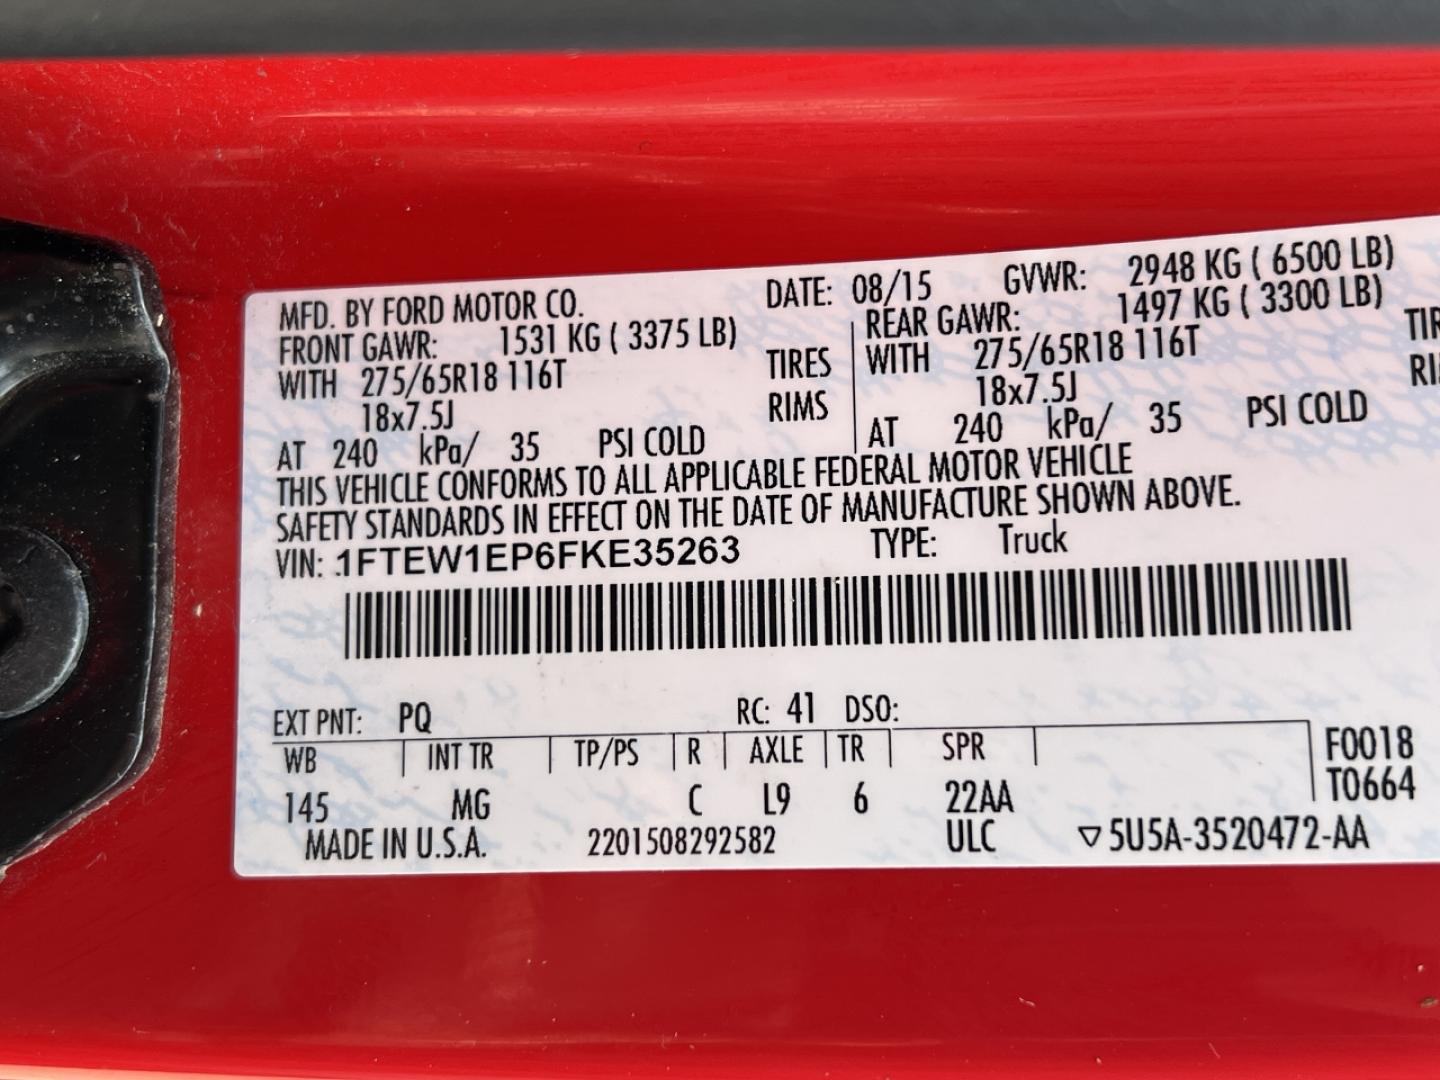 MFD. BY FORD MOTOR CO. DATE: 08/15 GVWR: 2948 KG ( 6500 LB)
FRONT GAWR: 1531 KG ( 3375 LB) REAR GAWR: 1497 KG ( 3300 LB)
WITH 275/65R18 116T TIRES WITH 275/65R18 116T TIR
18x7.5J RIMS 18x7.5J RI
AT 240 kPa/ 35 PSI COLD AT 240 kPa/ 35 PSI COLD
THIS VEHICLE CONFORMS TO ALL APPLICABLE FEDERAL MOTOR VEHICLE
SAFETY STANDARDS IN EFFECT ON THE DATE OF MANUFACTURE SHOWN ABOVE.
VIN: 1FTEW1EP6FKE35263 TYPE: Truck
EXT PNT: PQ RC: 41 DSO:
WB INT TR TP/PS R AXLE TR SPR F0018
145 MG C L9 6 22AA T0664
MADE IN U.S.A. 2201508292582 ULC ▽5U5A-3520472-AA